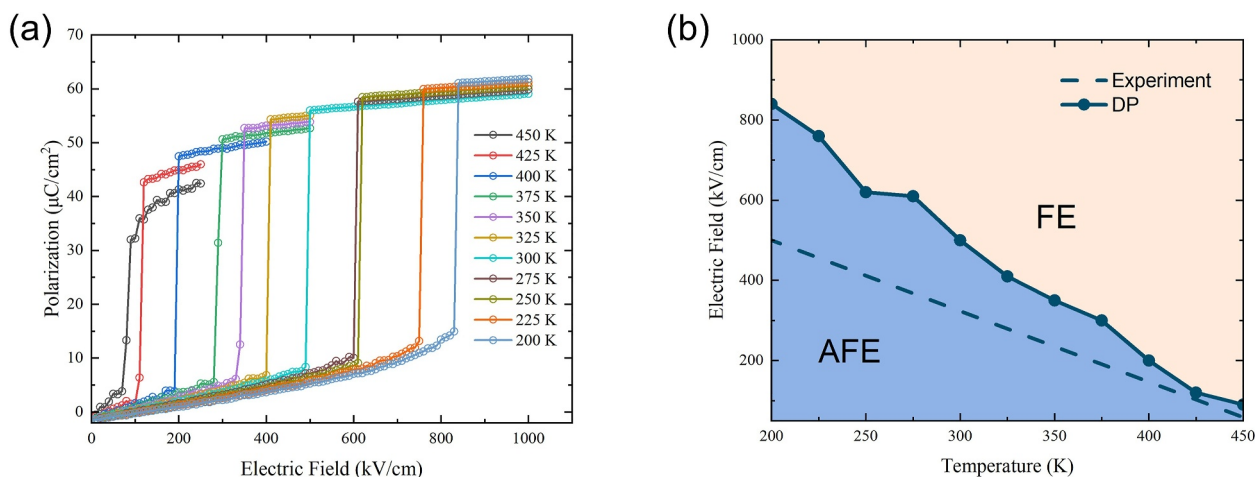 (a)
70
60
50
40
30
20
10
0
Polarization (μC/cm²)
0 200 400 600 800 1000
Electric Field (kV/cm)
450 K
425 K
400 K
375 K
350 K
325 K
300 K
275 K
250 K
225 K
200 K
(b)
1000
800
600
400
200
Electric Field (kV/cm)
Experiment
DP
FE
AFE
200 250 300 350 400 450
Temperature (K)